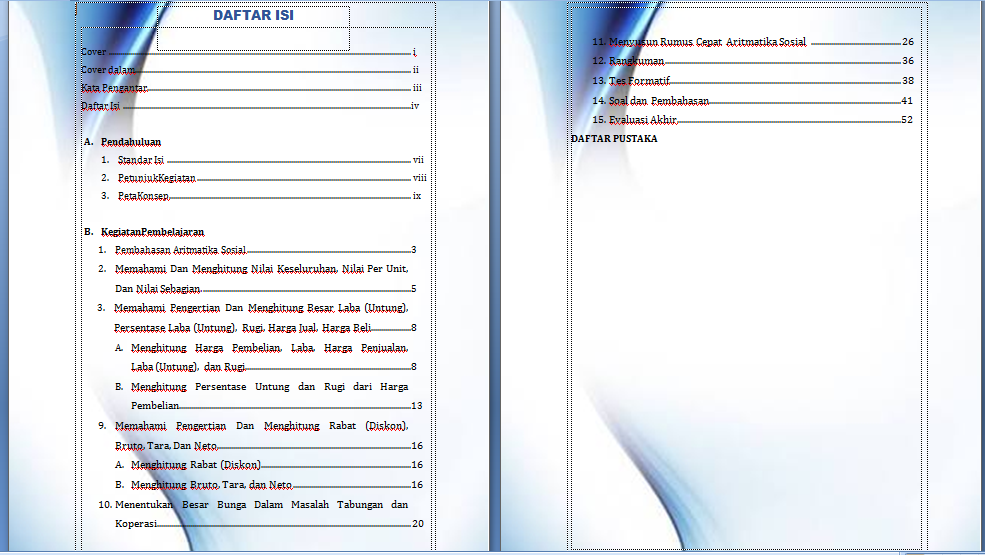 DAFTAR ISI
Cover i
Cover dalam ii
Kata Pengantar iii
Daftar Isi iv
A. Pendahuluan
1. Standar Isi vii
2. PetunjukKegiatan viii
3. PetaKonsep ix
B. KegiatanPembelajaran
1. Pembahasan Aritmatika Sosial 3
2. Memahami Dan Menghitung Nilai Keseluruhan, Nilai Per Unit,
Dan Nilai Sebagian 5
3. Memahami Pengertian Dan Menghitung Besar Laba (Untung),
Persentase Laba (Untung), Rugi, Harga Jual, Harga Beli 8
A. Menghitung Harga Pembelian, Laba, Harga Penjualan,
Laba (Untung), dan Rugi 8
B. Menghitung Persentase Untung dan Rugi dari Harga
Pembelian 13
9. Memahami Pengertian Dan Menghitung Rabat (Diskon),
Bruto, Tara, Dan Neto 16
A. Menghitung Rabat (Diskon) 16
B. Menghitung Bruto, Tara, dan Neto 16
10. Menentukan Besar Bunga Dalam Masalah Tabungan dan
Koperasi 20
11. Menyusun Rumus Cepat Aritmatika Sosial 26
12. Rangkuman 36
13. Tes Formatif 38
14. Soal dan Pembahasan 41
15. Evaluasi Akhir 52
DAFTAR PUSTAKA